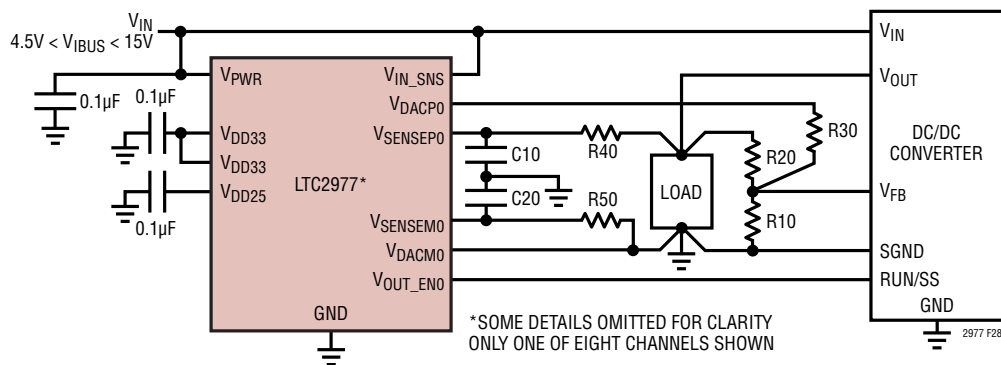 VIN
4.5V < VIBUS < 15V
0.1µF
0.1µF
0.1µF
VPWR
VDD33
VDD33
VDD25
LTC2977*
GND
VIN_SNS
VDACP0
VSENSEP0
VSENSEM0
VDACM0
VOUT_EN0
C10
C20
R40
R50
LOAD
R20
R30
R10
VIN
VOUT
DC/DC
CONVERTER
VFB
SGND
RUN/SS
GND
*SOME DETAILS OMITTED FOR CLARITY
ONLY ONE OF EIGHT CHANNELS SHOWN
2977 F28